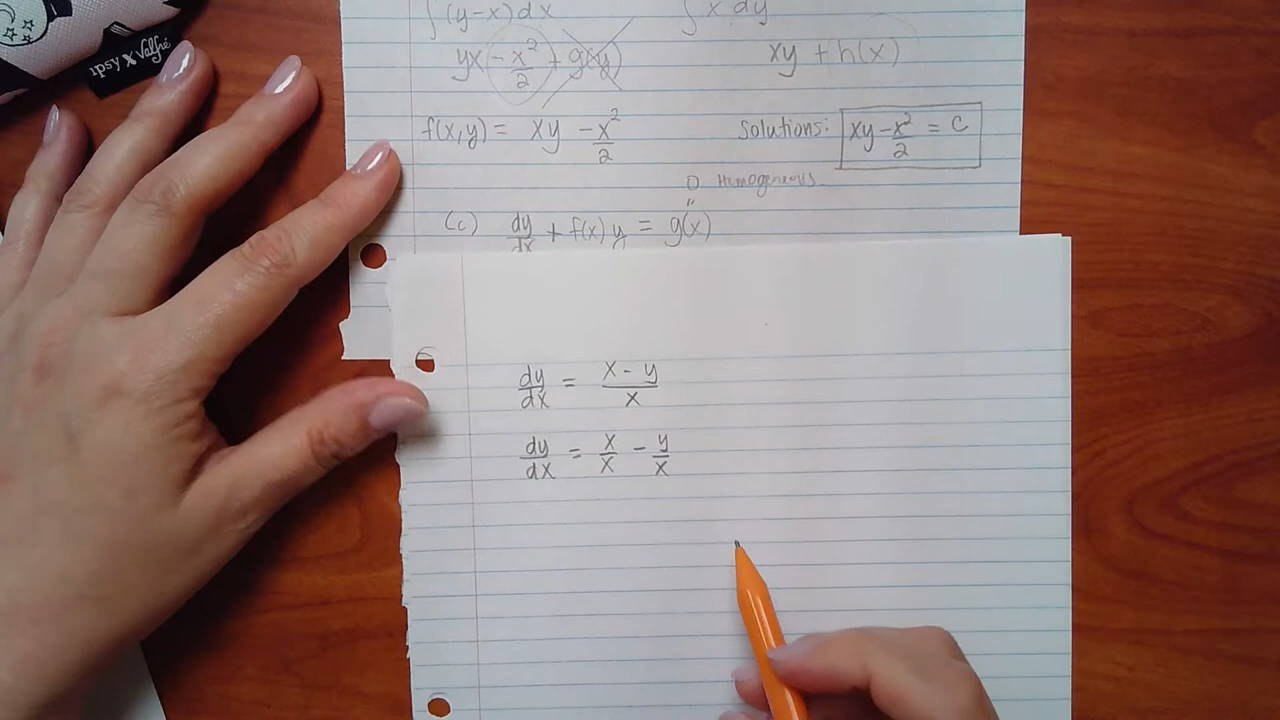 ∫(y-x)dx ∫x dy
yx - x²/2 + g(y) xy + h(x)
f(x,y) = xy - x²/2 Solutions: xy - x²/2 = C
0 Homogeneous
"
(c) dy/dx + f(x) y = g(x)
dy/dx = x - y/x
dy/dx = x/x - y/x
ipsy x Valfré